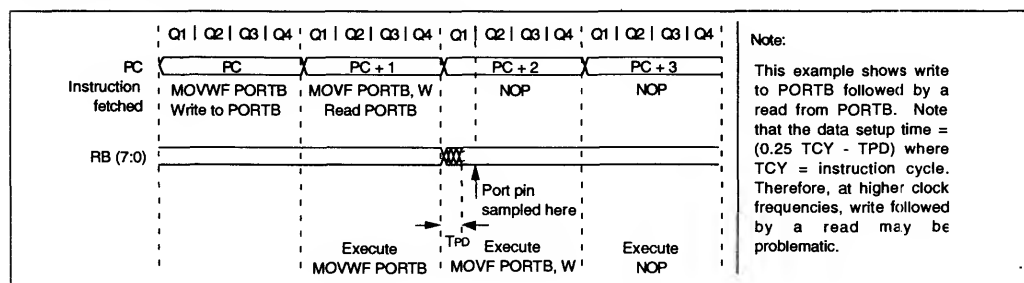 Q1 | Q2 | Q3 | Q4 Q1 | Q2 | Q3 | Q4 Q1 | Q2 | Q3 | Q4 Q1 | Q2 | Q3 | Q4
PC PC PC + 1 PC + 2 PC + 3
Instruction fetched
MOVWF PORTB
Write to PORTB
MOVF PORTB, W
Read PORTB
NOP
NOP
RB (7:0)
Port pin
sampled here
TPD
Execute
MOVWF PORTB
Execute
MOVF PORTB, W
Execute
NOP
Note:
This example shows write
to PORTB followed by a
read from PORTB. Note
that the data setup time =
(0.25 TCY - TPD) where
TCY = instruction cycle.
Therefore, at higher clock
frequencies, write followed
by a read may be
problematic.